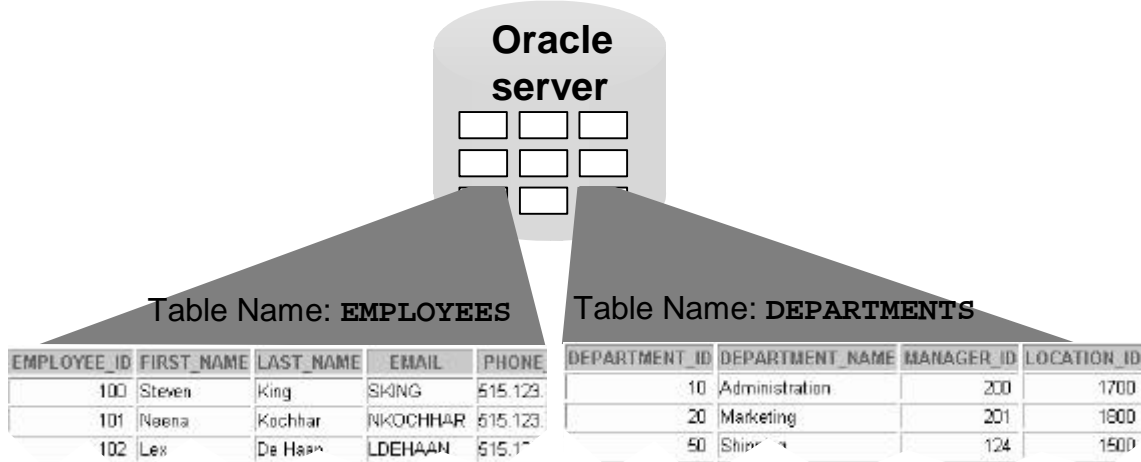 Oracle
server
Table Name: EMPLOYEES
EMPLOYEE_ID FIRST_NAME LAST_NAME EMAIL PHONE_
100 Steven King SKING 515.123.
101 Neena Kochhar NKOCHHAR 515.123.
102 Lex De Haan LDEHAAN
Table Name: DEPARTMENTS
DEPARTMENT_ID DEPARTMENT_NAME MANAGER_ID LOCATION_ID
10 Administration 200 1700
20 Marketing 201 1800
50 124 1500